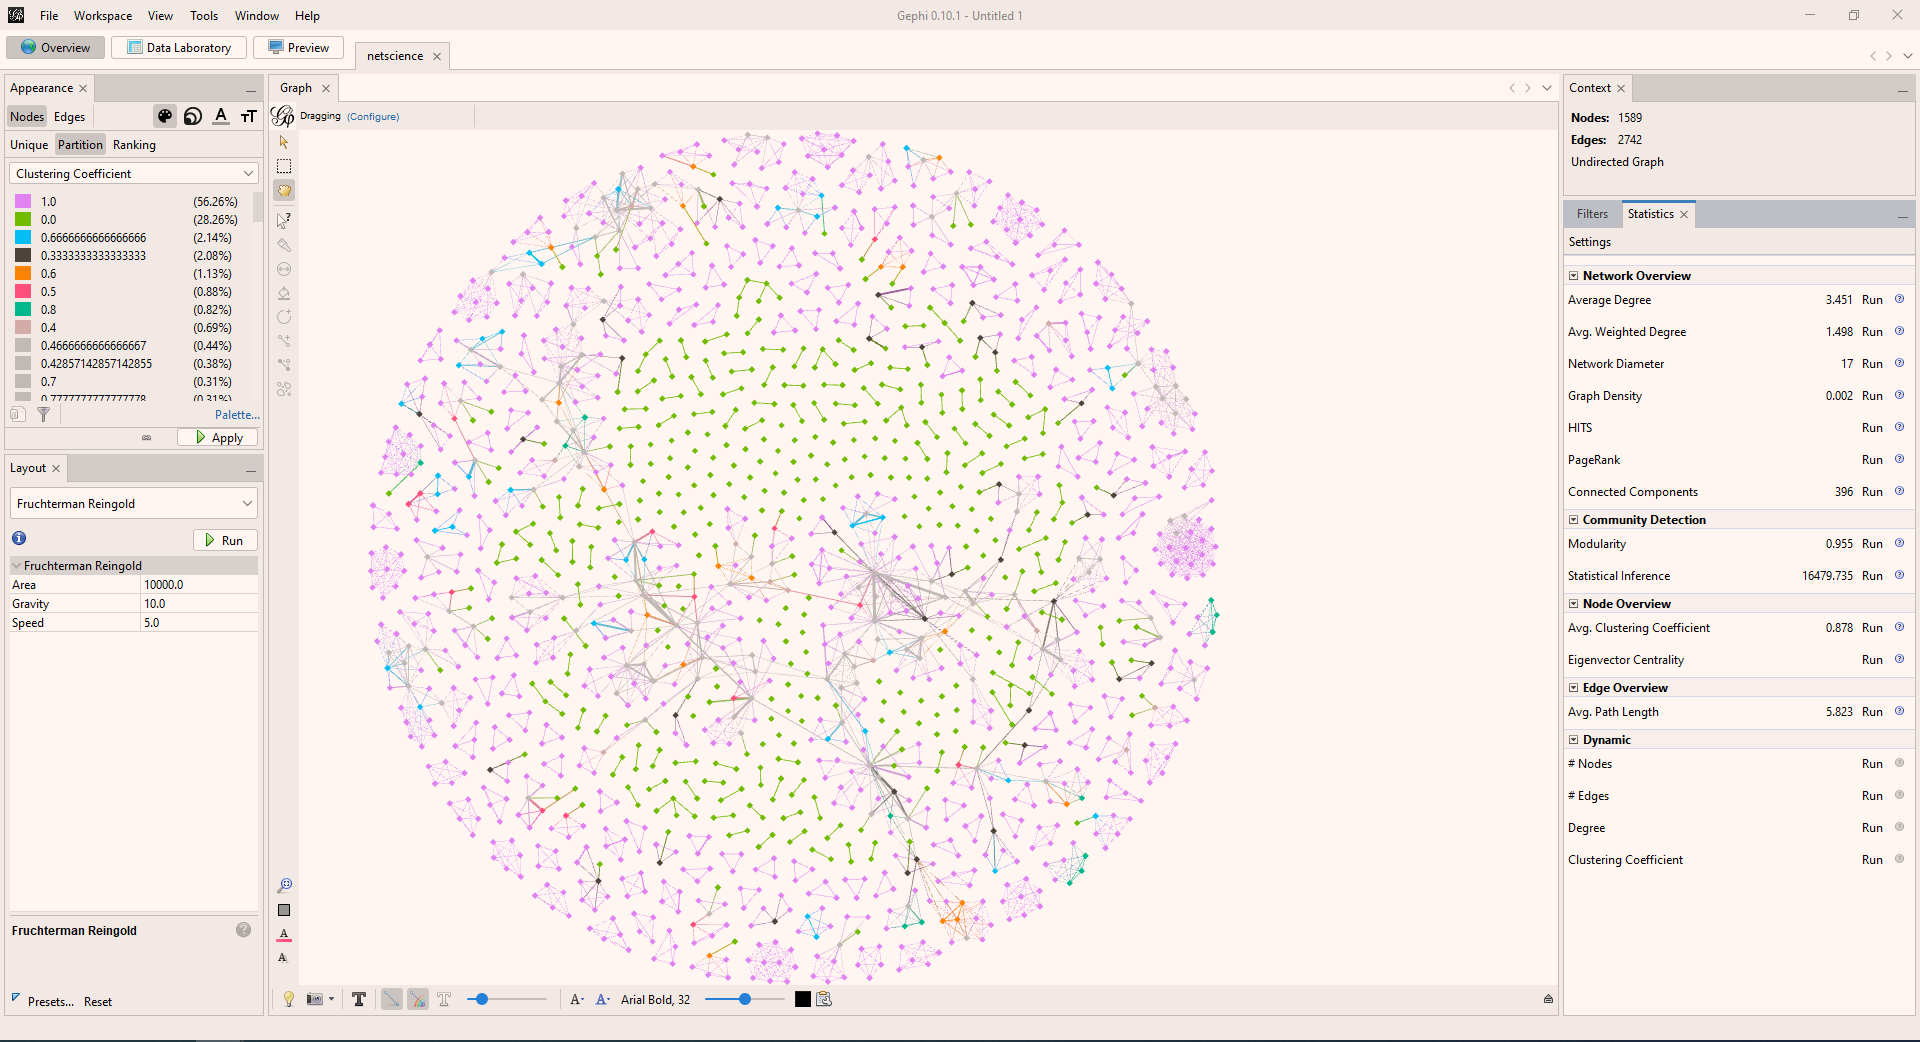 File Workspace View Tools Window Help
Gephi 0.10.1 - Untitled 1
Overview Data Laboratory Preview
netscience
Appearance
Nodes Edges
Unique Partition Ranking
Clustering Coefficient
1.0 (56.26%)
0.0 (28.26%)
0.6666666666666666 (2.14%)
0.3333333333333333 (2.08%)
0.6 (1.13%)
0.5 (0.88%)
0.8 (0.82%)
0.4 (0.69%)
0.4666666666666667 (0.44%)
0.42857142857142855 (0.38%)
0.7 (0.31%)
0.7777777777777778 (0.31%)
Palette...
Apply
Layout
Fruchterman Reingold
Run
Fruchterman Reingold
Area 10000.0
Gravity 10.0
Speed 5.0
Fruchterman Reingold
Presets... Reset
Graph
Dragging (Configure)
Arial Bold, 32
Context
Nodes: 1589
Edges: 2742
Undirected Graph
Filters Statistics
Settings
Network Overview
Average Degree 3.451 Run
Avg. Weighted Degree 1.498 Run
Network Diameter 17 Run
Graph Density 0.002 Run
HITS Run
PageRank Run
Connected Components 396 Run
Community Detection
Modularity 0.955 Run
Statistical Inference 16479.735 Run
Node Overview
Avg. Clustering Coefficient 0.878 Run
Eigenvector Centrality Run
Edge Overview
Avg. Path Length 5.823 Run
Dynamic
# Nodes Run
# Edges Run
Degree Run
Clustering Coefficient Run